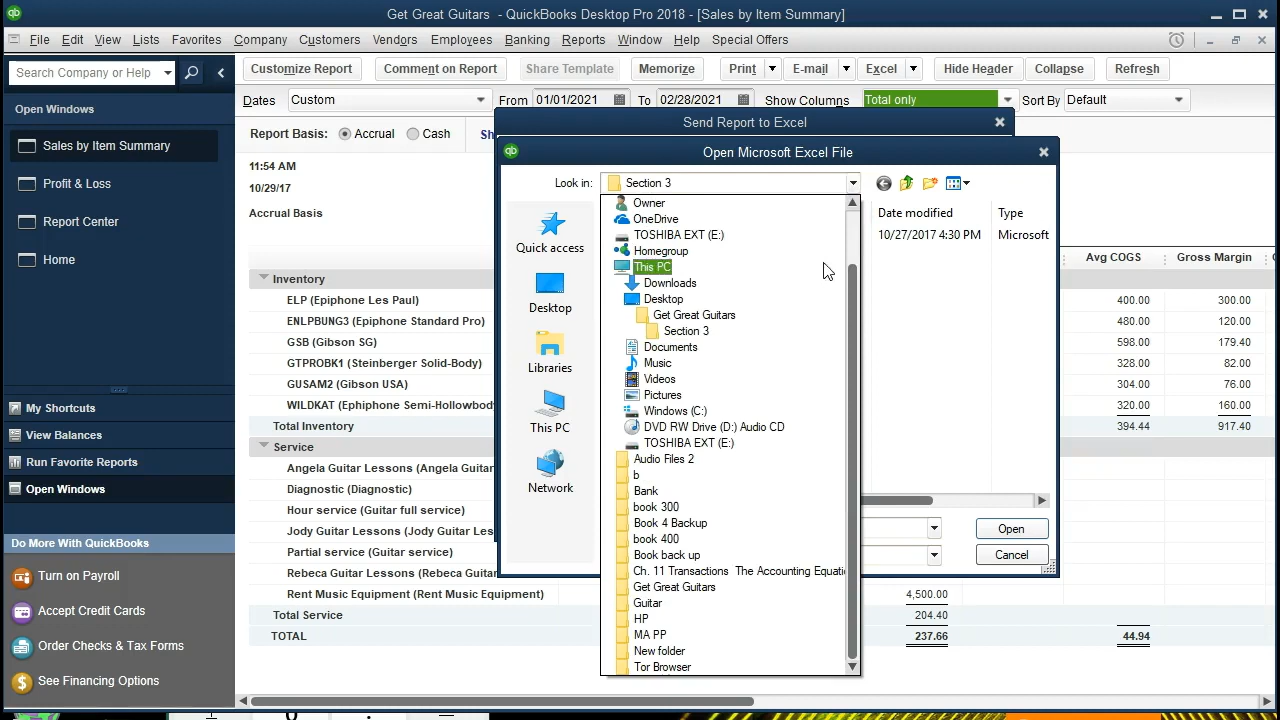 Get Great Guitars - QuickBooks Desktop Pro 2018 - [Sales by Item Summary]
File Edit View Lists Favorites Company Customers Vendors Employees Banking Reports Window Help Special Offers
Search Company or Help
Customize Report Comment on Report Share Template Memorize Print E-mail Excel Hide Header Collapse Refresh
Dates Custom From 01/01/2021 To 02/28/2021 Show Columns Total only Sort By Default
Report Basis: Accrual Cash
Open Windows
Sales by Item Summary
Profit & Loss
Report Center
Home
My Shortcuts
View Balances
Run Favorite Reports
Open Windows
Do More With QuickBooks
Turn on Payroll
Accept Credit Cards
Order Checks & Tax Forms
See Financing Options
11:54 AM
10/29/17
Accrual Basis
Avg COGS Gross Margin
Inventory
ELP (Epiphone Les Paul) 400.00 300.00
ENLPBUNG3 (Epiphone Standard Pro) 480.00 120.00
GSB (Gibson SG) 598.00 179.40
GTPROBK1 (Steinberger Solid-Body) 328.00 82.00
GUSAM2 (Gibson USA) 304.00 76.00
WILDKAT (Epiphone Semi-Hollowbody 320.00 160.00
Total Inventory 394.44 917.40
Service
Angela Guitar Lessons (Angela Guitar
Diagnostic (Diagnostic)
Hour service (Guitar full service)
Jody Guitar Lessons (Jody Guitar Les
Partial service (Guitar service)
Rebeca Guitar Lessons (Rebeca Guitar
Rent Music Equipment (Rent Music Equipment) 4,500.00
Total Service 204.40
TOTAL 237.66 44.94
Send Report to Excel
Open Microsoft Excel File
Look in: Section 3
Quick access
Desktop
Libraries
This PC
Network
Owner
OneDrive
TOSHIBA EXT (E:)
Homegroup
This PC
Downloads
Desktop
Get Great Guitars
Section 3
Documents
Music
Videos
Pictures
Windows (C:)
DVD RW Drive (D:) Audio CD
TOSHIBA EXT (E:)
Audio Files 2
b
Bank
book 300
Book 4 Backup
book 400
Book back up
Ch. 11 Transactions The Accounting Equati
Get Great Guitars
Guitar
HP
MA PP
New folder
Tor Browser
Date modified Type
10/27/2017 4:30 PM Microsoft
Open
Cancel